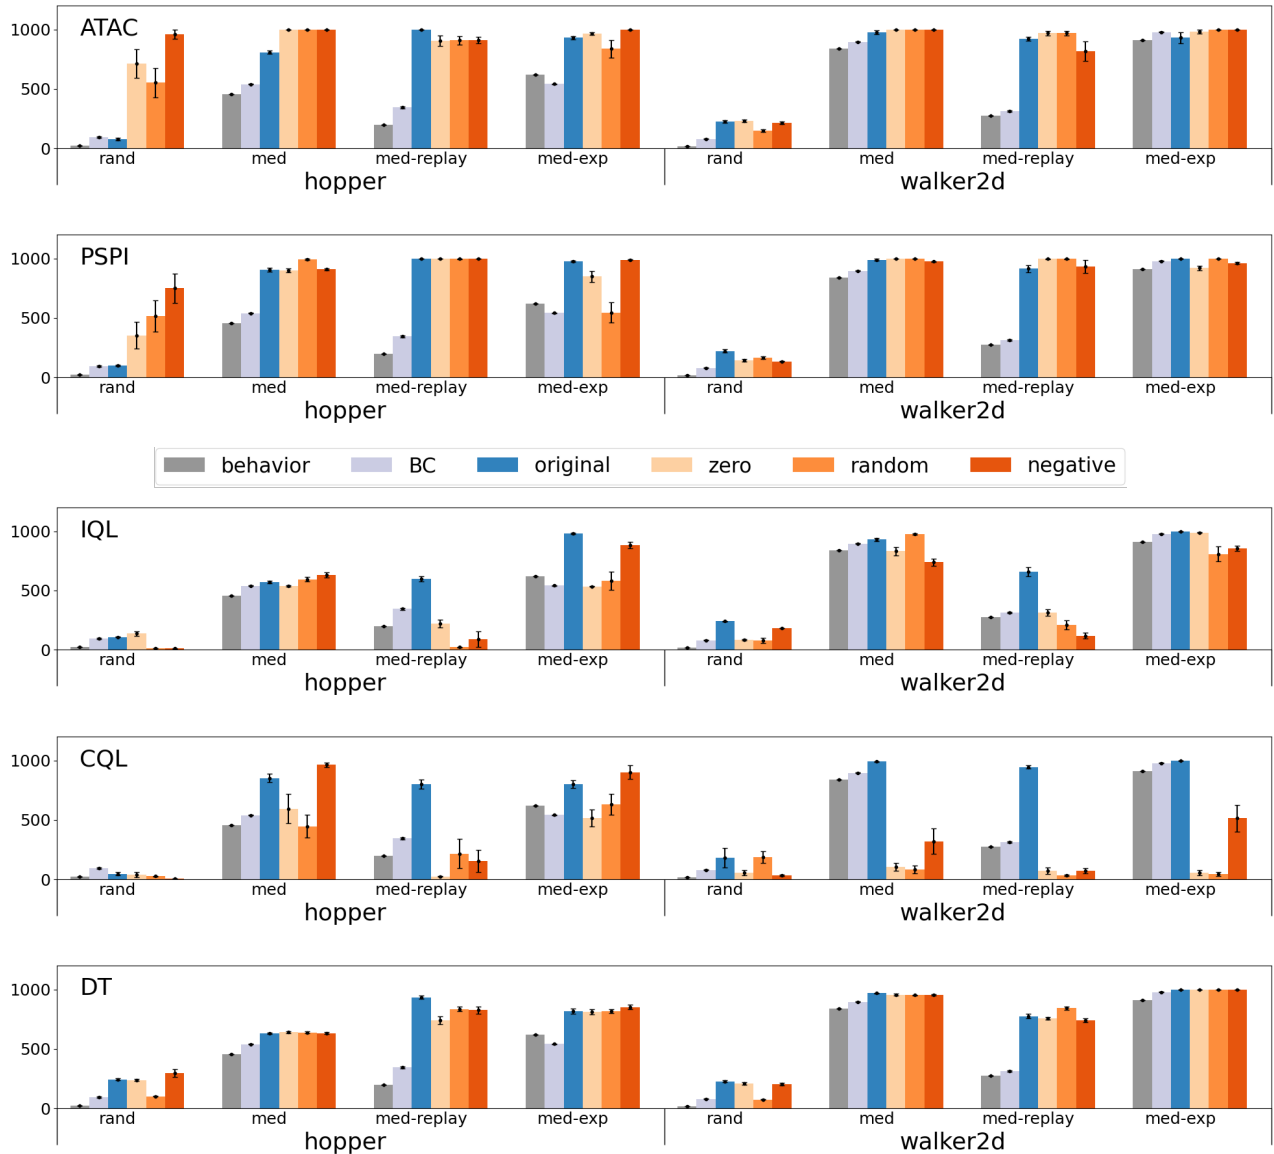 ATAC
1000
500
0
rand med med-replay med-exp rand med med-replay med-exp
hopper walker2d
PSPI
1000
500
0
rand med med-replay med-exp rand med med-replay med-exp
hopper walker2d
behavior BC original zero random negative
IQL
1000
500
0
rand med med-replay med-exp rand med med-replay med-exp
hopper walker2d
CQL
1000
500
0
rand med med-replay med-exp rand med med-replay med-exp
hopper walker2d
DT
1000
500
0
rand med med-replay med-exp rand med med-replay med-exp
hopper walker2d